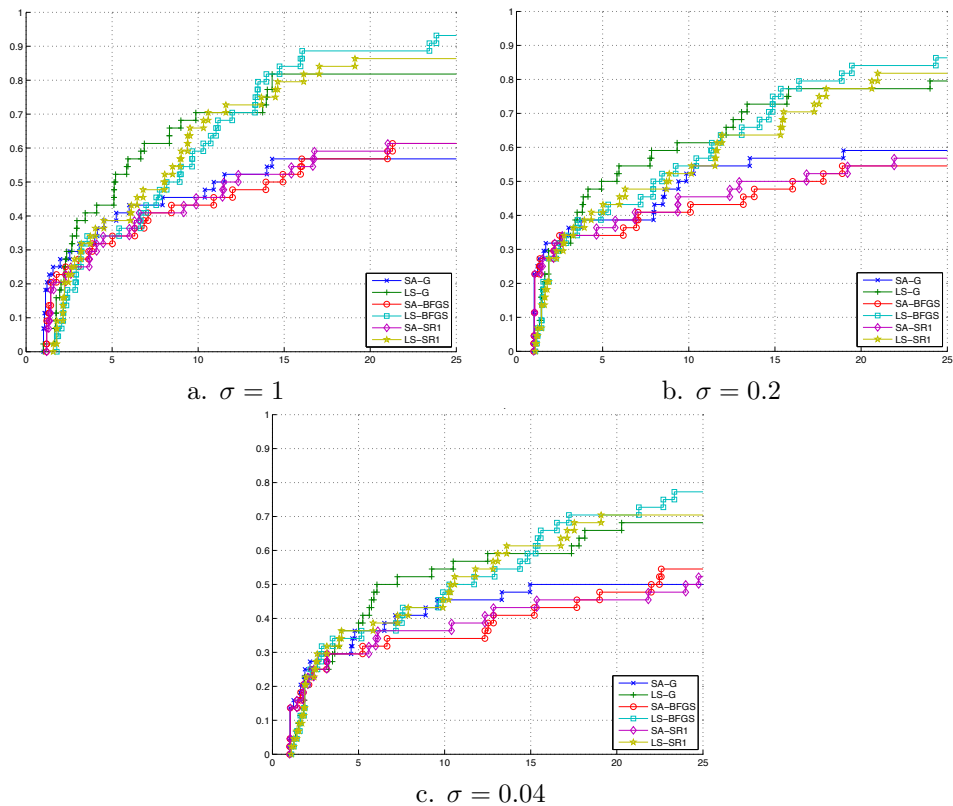 1
0.9
0.8
0.7
0.6
0.5
0.4
0.3
0.2
0.1
0
0 5 10 15 20 25
SA-G
LS-G
SA-BFGS
LS-BFGS
SA-SR1
LS-SR1
a. σ = 1
1
0.9
0.8
0.7
0.6
0.5
0.4
0.3
0.2
0.1
0
0 5 10 15 20 25
SA-G
LS-G
SA-BFGS
LS-BFGS
SA-SR1
LS-SR1
b. σ = 0.2
1
0.9
0.8
0.7
0.6
0.5
0.4
0.3
0.2
0.1
0
0 5 10 15 20 25
SA-G
LS-G
SA-BFGS
LS-BFGS
SA-SR1
LS-SR1
c. σ = 0.04